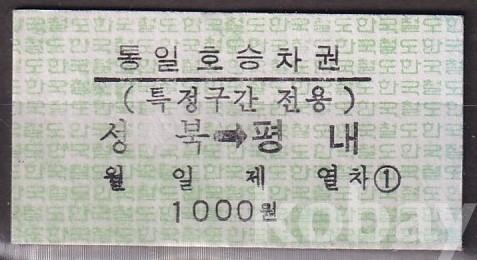 통일호승차권
(특정구간 전용)
성 북➡평 내
월 일 제 열차①
1000원
kobay